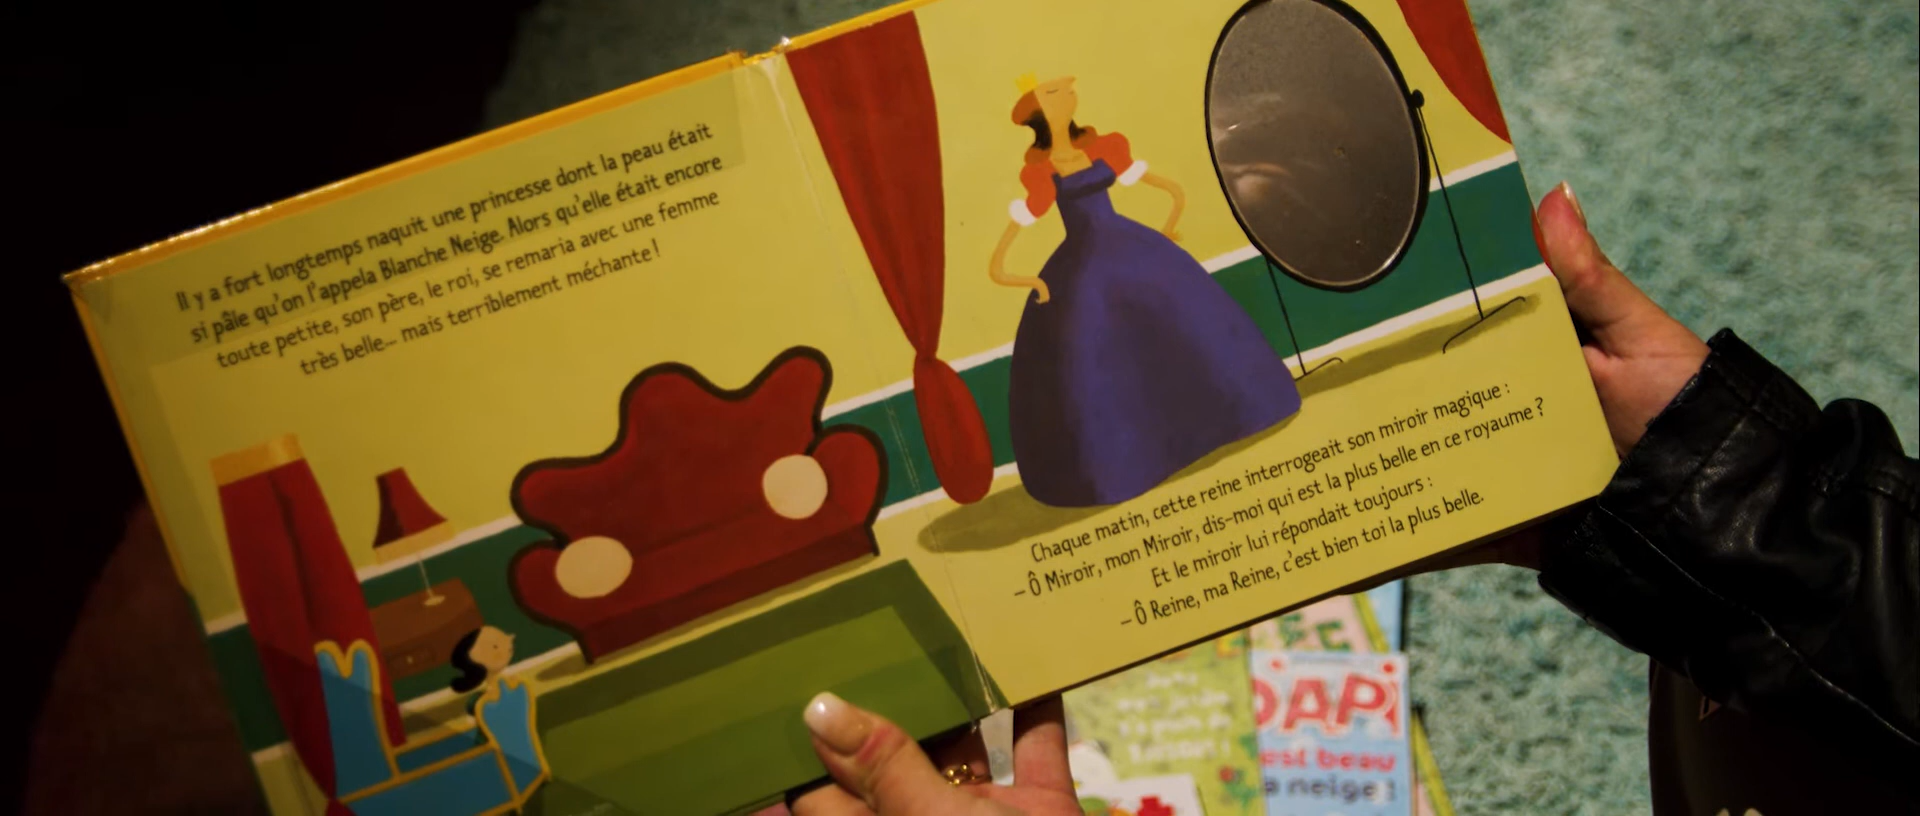 Il y a fort longtemps naquit une princesse dont la peau était
si pâle qu'on l'appela Blanche Neige. Alors qu'elle était encore
toute petite, son père, le roi, se remaria avec une femme
très belle... mais terriblement méchante !
Chaque matin, cette reine interrogeait son miroir magique :
– Ô Miroir, mon Miroir, dis-moi qui est la plus belle en ce royaume ?
Et le miroir lui répondait toujours :
– Ô Reine, ma Reine, c'est bien toi la plus belle.
est beau
neige !